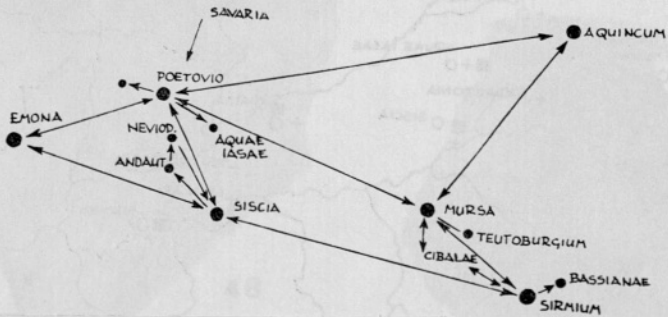 SAVARIA
AQUINCUM
POETOVIO
EMONA
NEVIOD.
AQUAE
IASAE
ANDAUT.
SISCIA
MURSA
TEUTOBURGIUM
CIBALAE
BASSIANAE
SIRMIUM